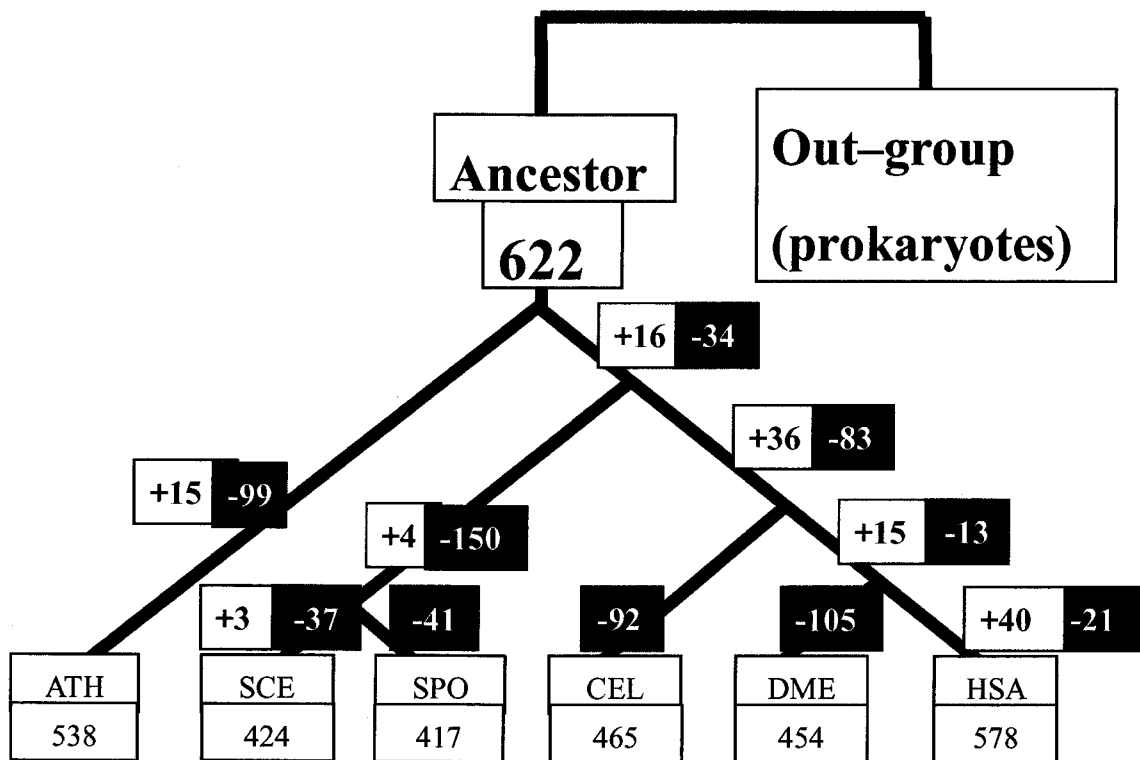 Ancestor
622
Out–group
(prokaryotes)
+16 -34
+36 -83
+15 -99
+4 -150
+15 -13
+3 -37
-41
-92
-105
+40 -21
ATH
538
SCE
424
SPO
417
CEL
465
DME
454
HSA
578